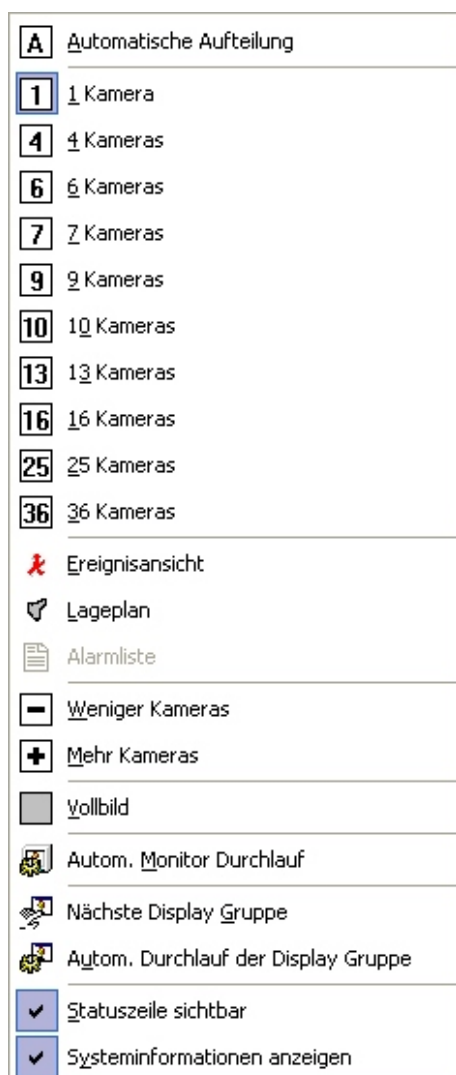 A Automatische Aufteilung
1 1 Kamera
4 4 Kameras
6 6 Kameras
7 7 Kameras
9 9 Kameras
10 10 Kameras
13 13 Kameras
16 16 Kameras
25 25 Kameras
36 36 Kameras
Ereignisansicht
Lageplan
Alarmliste
Weniger Kameras
Mehr Kameras
Vollbild
Autom. Monitor Durchlauf
Nächste Display Gruppe
Autom. Durchlauf der Display Gruppe
Statuszeile sichtbar
Systeminformationen anzeigen